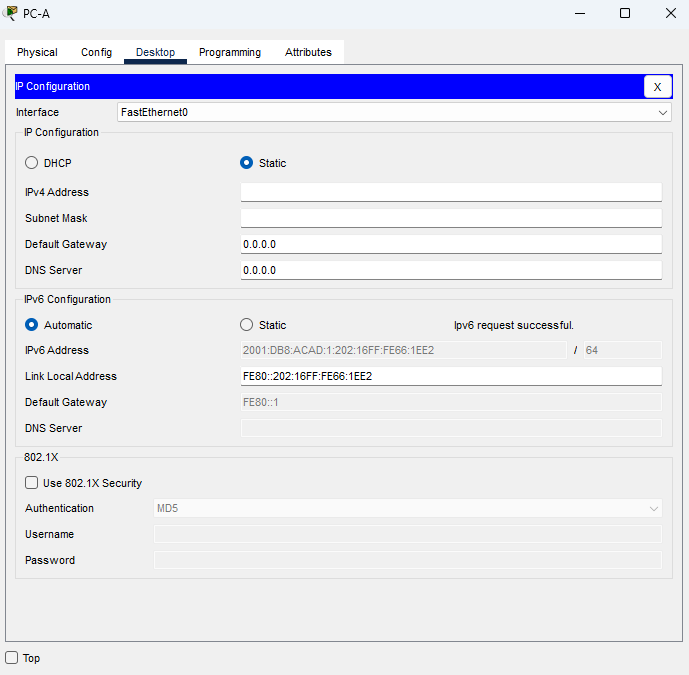 PC-A
Physical Config Desktop Programming Attributes
IP Configuration X
Interface FastEthernet0
IP Configuration
DHCP Static
IPv4 Address
Subnet Mask
Default Gateway 0.0.0.0
DNS Server 0.0.0.0
IPv6 Configuration
Automatic Static Ipv6 request successful.
IPv6 Address 2001:DB8:ACAD:1:202:16FF:FE66:1EE2 / 64
Link Local Address FE80::202:16FF:FE66:1EE2
Default Gateway FE80::1
DNS Server
802.1X
Use 802.1X Security
Authentication MD5
Username
Password
Top